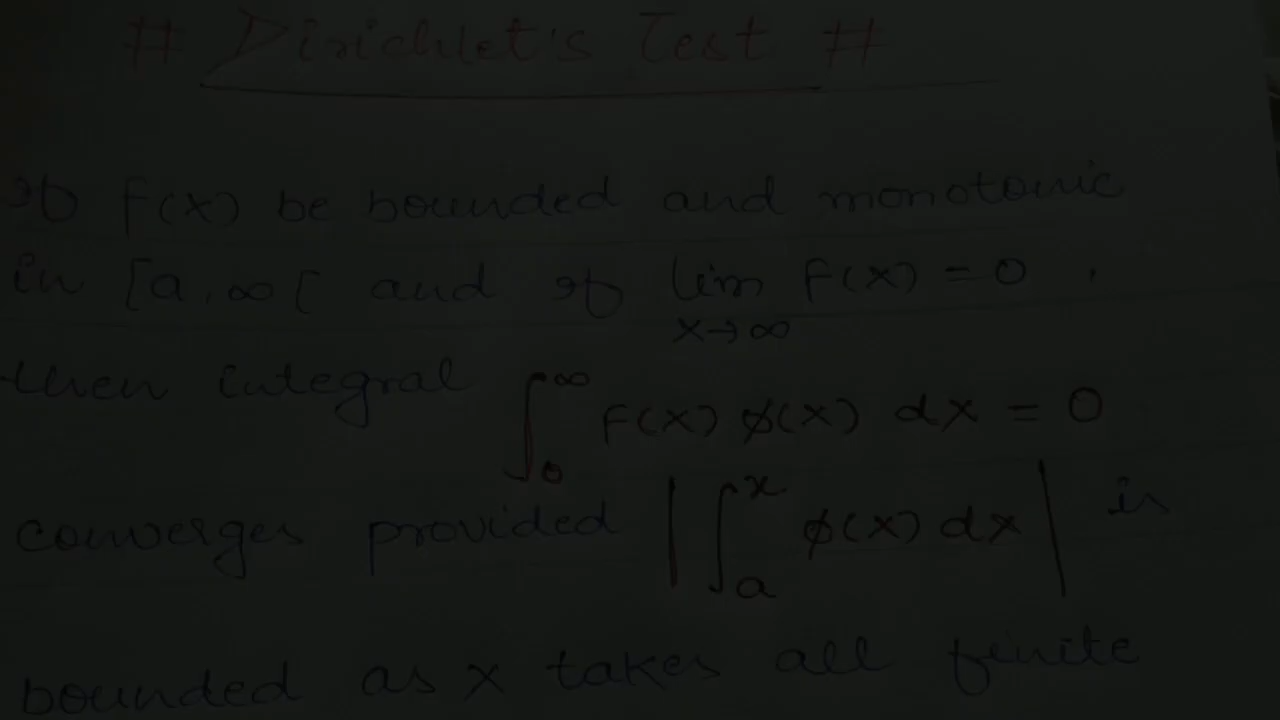 # Dirichlet's Test #
If f(x) be bounded and monotonic
in [a, ∞[ and if lim f(x) = 0 .
x→∞
then integral ∫₀^∞ f(x) φ(x) dx = 0
converges provided | ∫ₐ^x φ(x) dx | is
bounded as x takes all finite